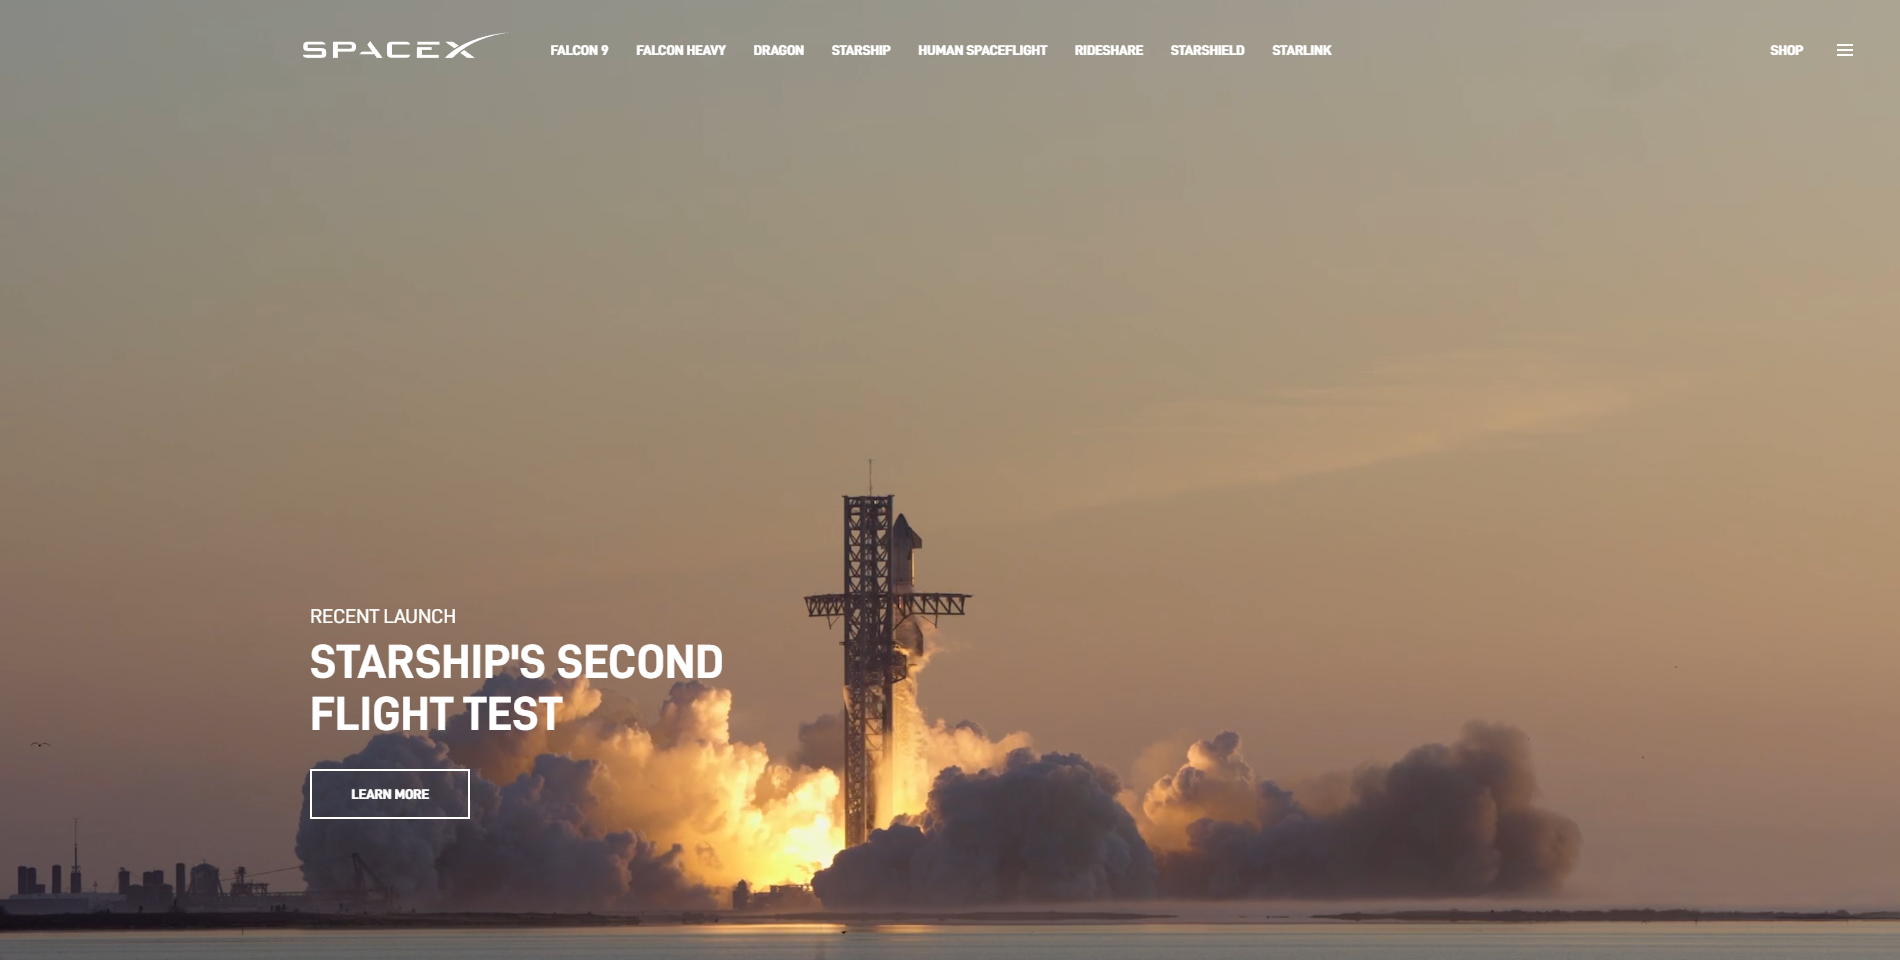 SPACEX
FALCON 9 FALCON HEAVY DRAGON STARSHIP HUMAN SPACEFLIGHT RIDESHARE STARSHIELD STARLINK SHOP
RECENT LAUNCH
STARSHIP'S SECOND
FLIGHT TEST
LEARN MORE